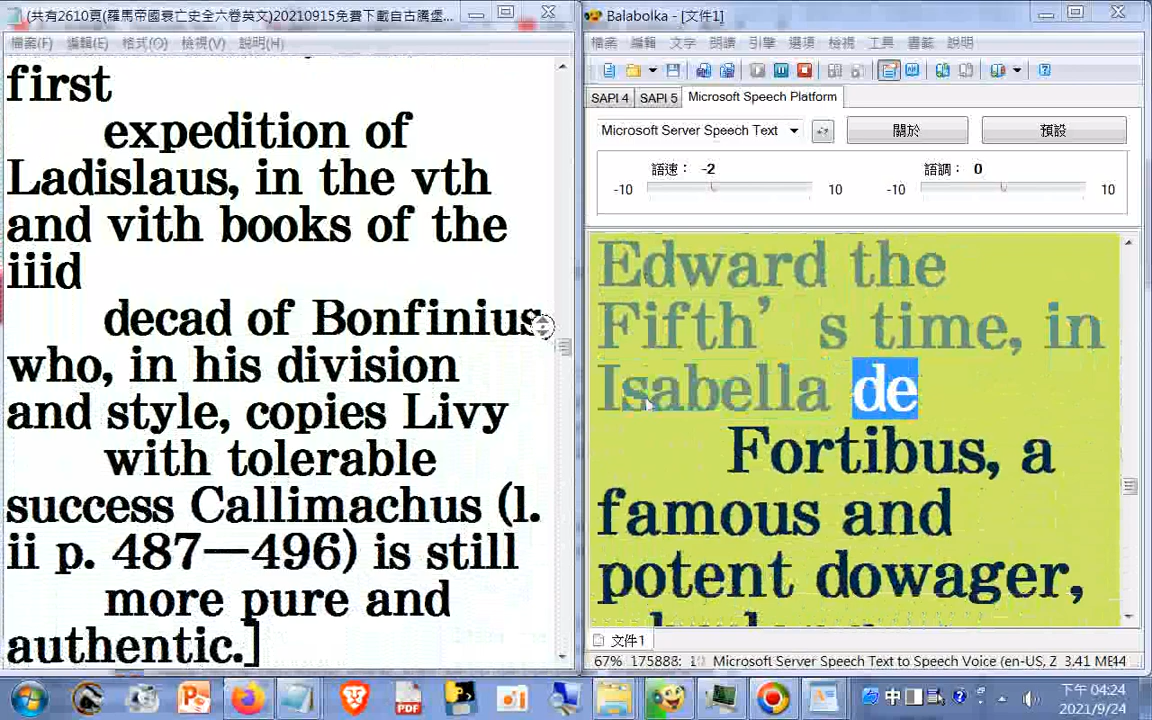 (共有2610頁(羅馬帝國衰亡史全六卷英文)20210915免費下載自古騰堡...
檔案(F) 編輯(E) 格式(O) 檢視(V) 說明(H)
first
expedition of
Ladislaus, in the vth
and vith books of the
iiid
decad of Bonfinius
who, in his division
and style, copies Livy
with tolerable
success Callimachus (l.
ii p. 487—496) is still
more pure and
authentic.]
Balabolka - [文件1]
檔案 編輯 文字 朗讀 引擎 選項 檢視 工具 書籤 說明
SAPI 4 SAPI 5 Microsoft Speech Platform
Microsoft Server Speech Text 關於 預設
語速： -2 語調： 0
-10 10 -10 10
Edward the
Fifth’s time, in
Isabella de
Fortibus, a
famous and
potent dowager,
文件1
67% 175888: 1 Microsoft Server Speech Text to Speech Voice (en-US, Z 3.41 ME44
中 下午 04:24
2021/9/24